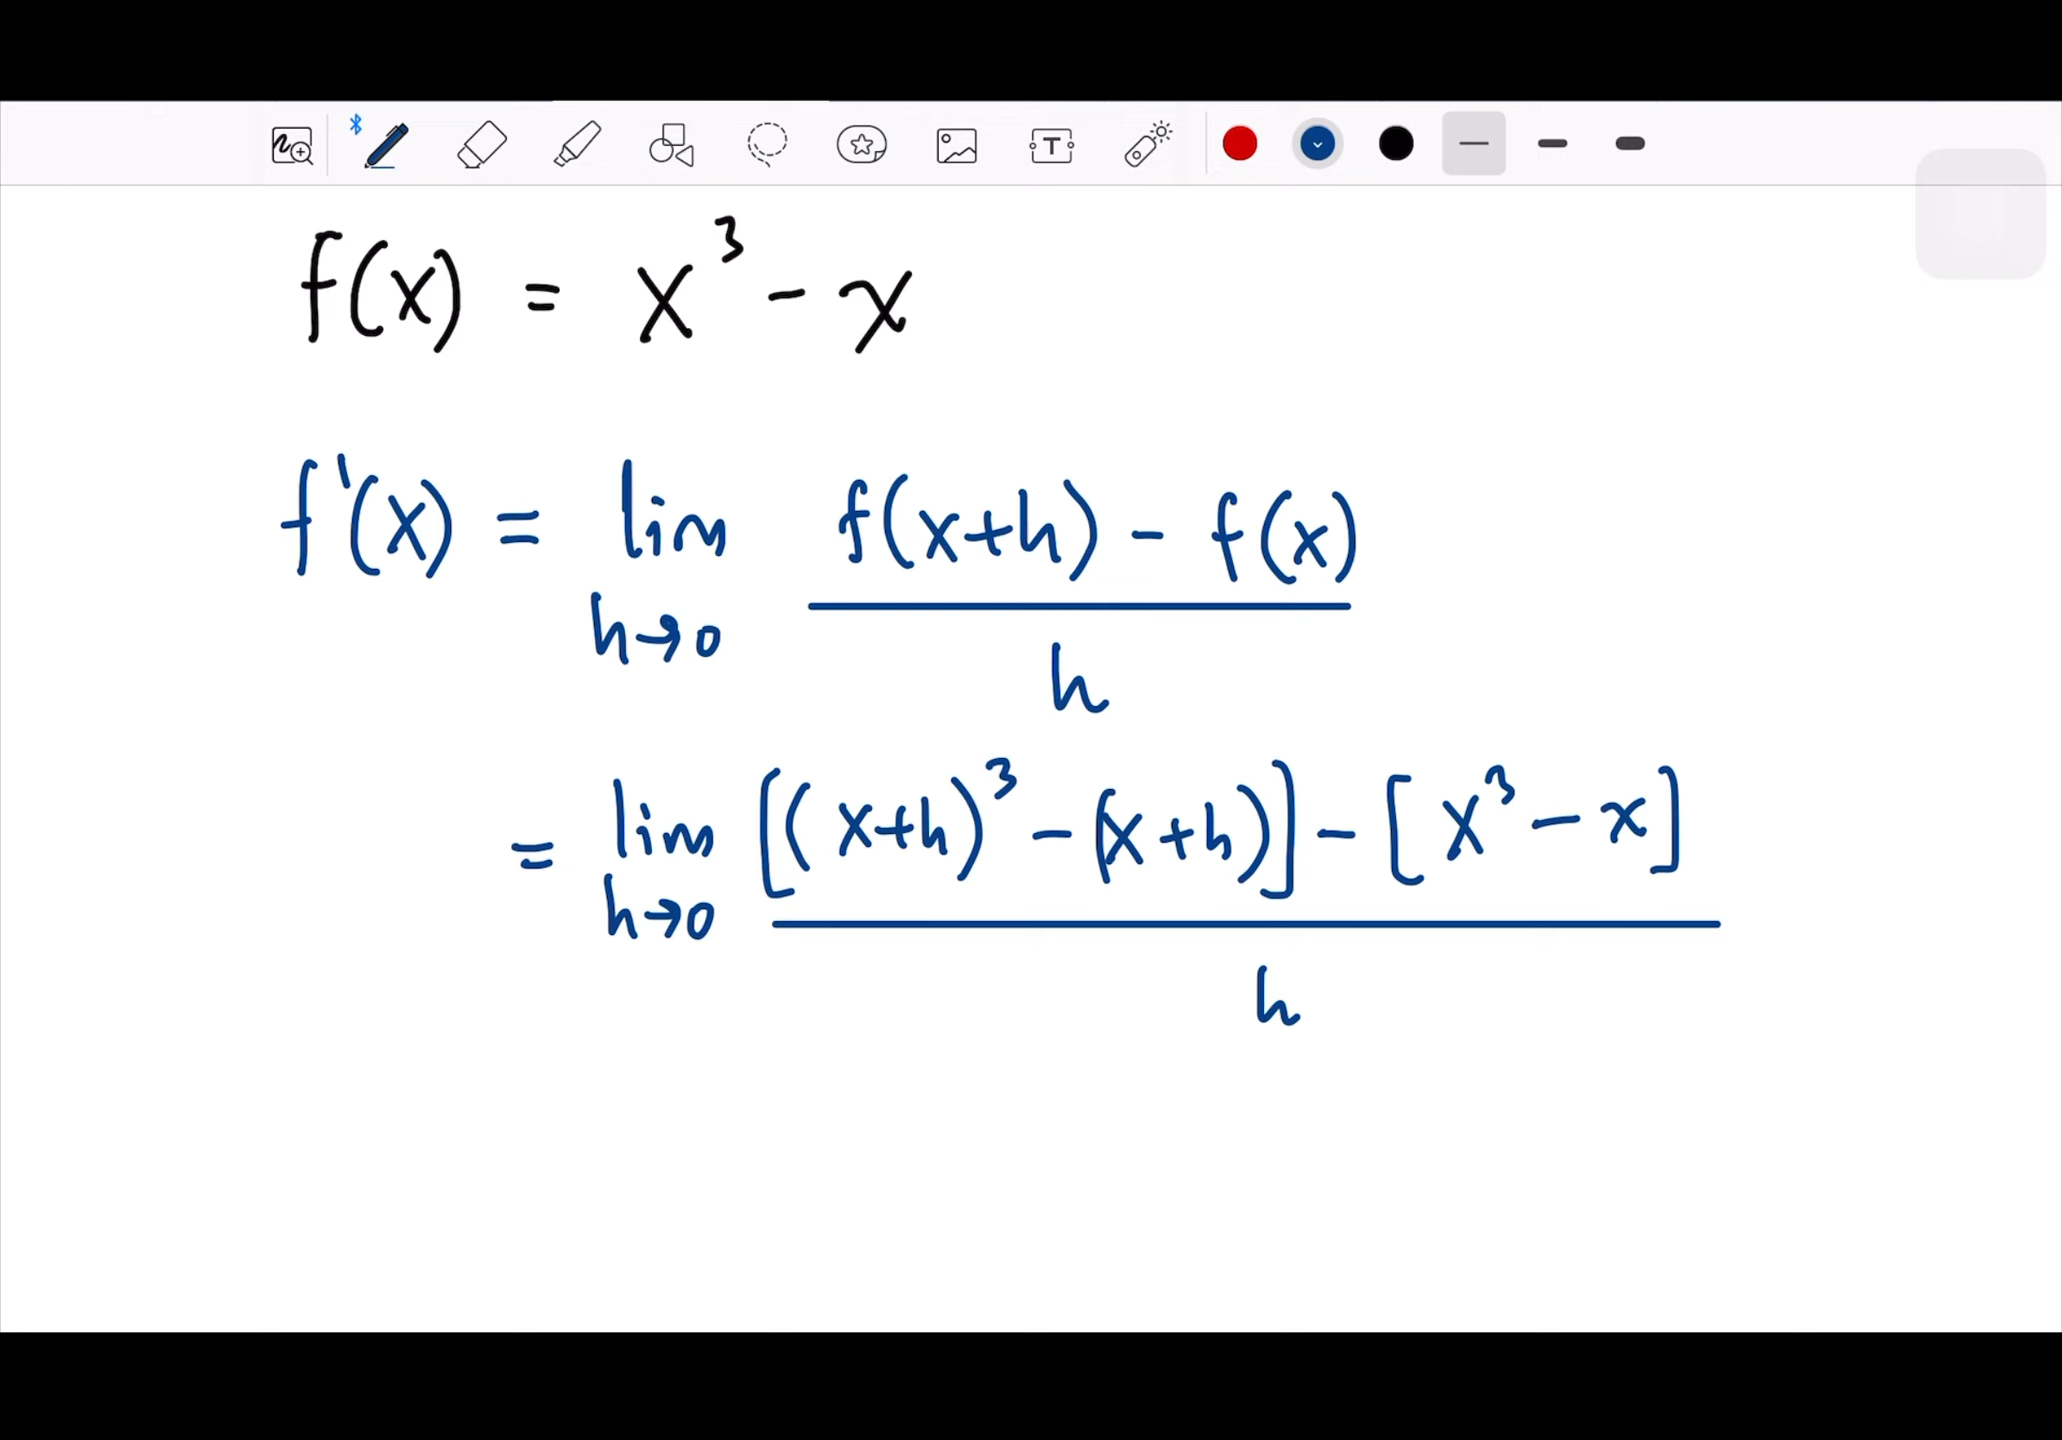 f(x) = x³ - x
f'(x) = lim f(x+h) - f(x)
h→0
h
= lim [(x+h)³ - (x+h)] - [x³ - x]
h→0
h